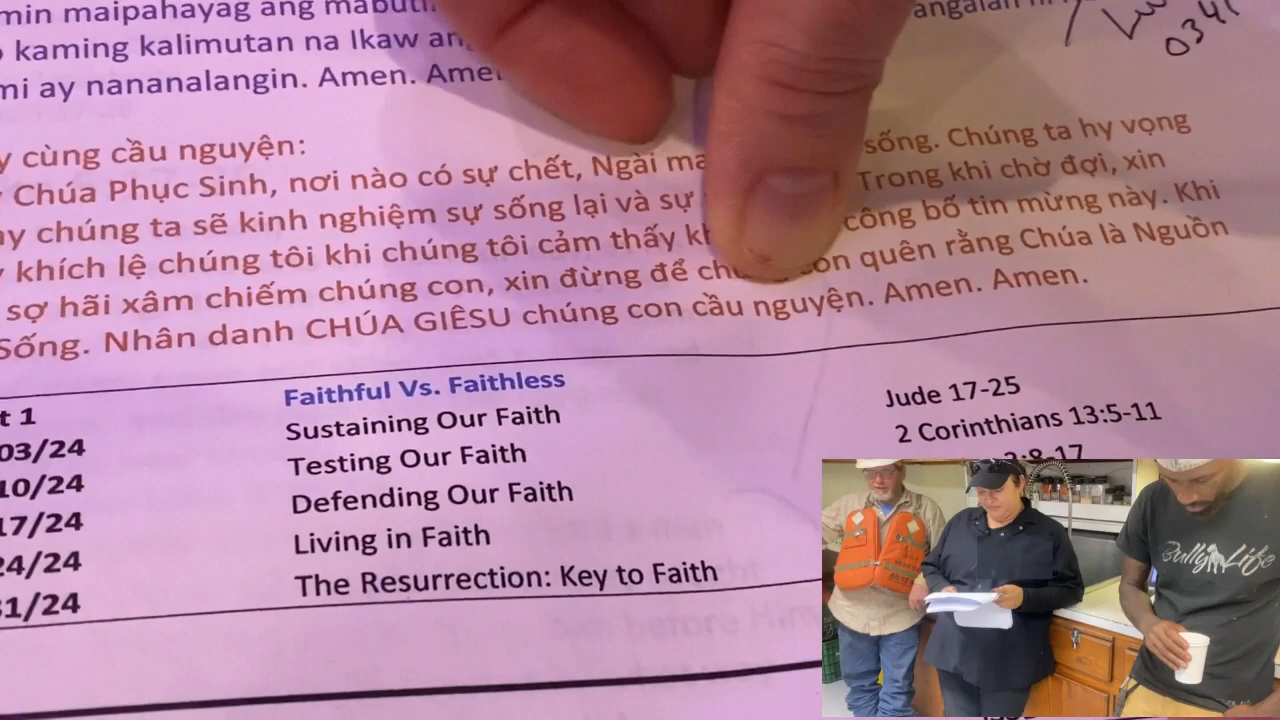 min maipahayag ang
kaming kalimutan na Ikaw
mi ay nananalangin. Amen.
0341
y cùng cầu nguyện:
Chúa Phục Sinh, nơi nào có sự chết, Ngài sống. Chúng ta hy vọng
ay chúng ta sẽ kinh nghiệm sự sống lại và sự Trong khi chờ đợi, xin
khích lệ chúng tôi khi chúng tôi cảm thấy công bố tin mừng này. Khi
sợ hãi xâm chiếm chúng con, xin đừng để quên rằng Chúa là Nguồn
Sống. Nhân danh CHÚA GIÊSU chúng con cầu nguyện. Amen. Amen.
t 1 Faithful Vs. Faithless
03/24 Sustaining Our Faith Jude 17-25
10/24 Testing Our Faith 2 Corinthians 13:5-11
17/24 Defending Our Faith :8-17
24/24 Living in Faith
31/24 The Resurrection: Key to Faith
Bully Life